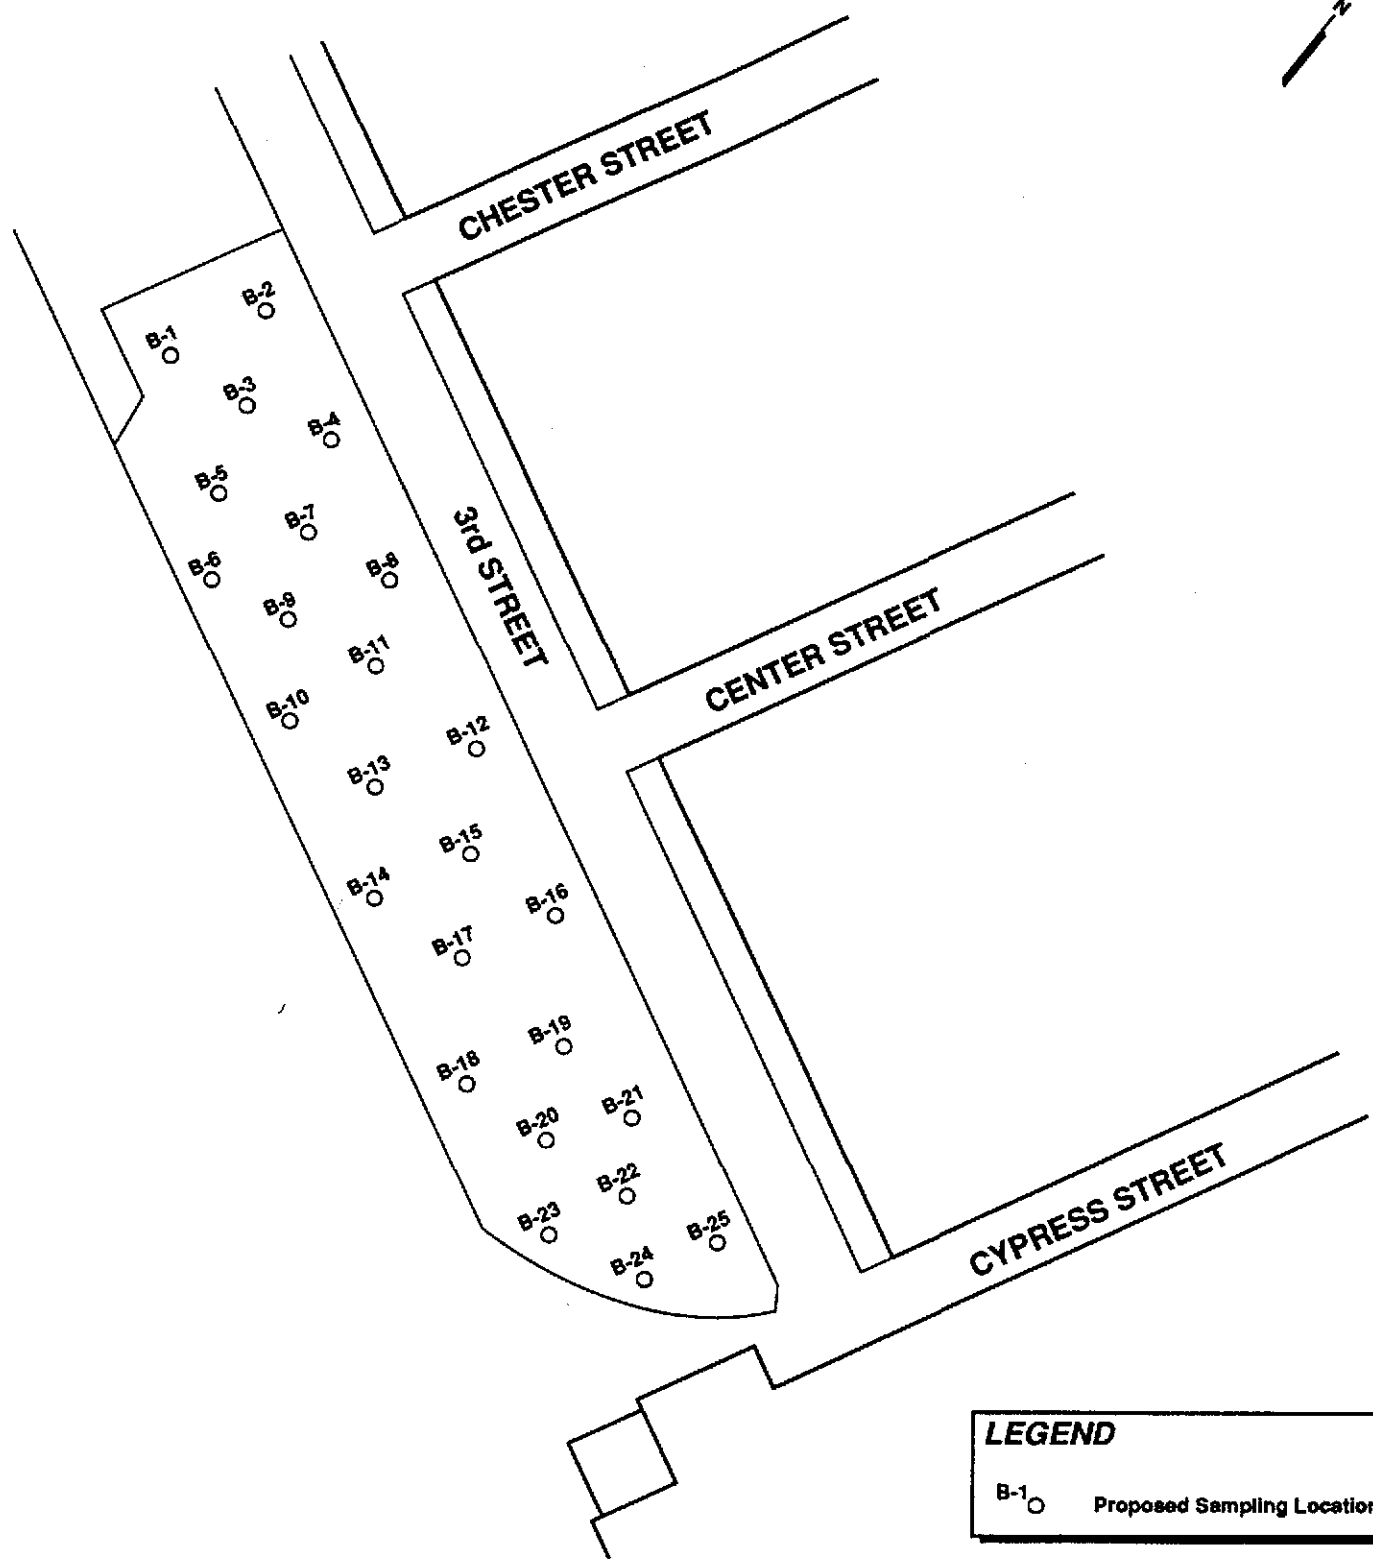 N
CHESTER STREET
B-2
B-1
B-3
B-4
B-5
B-7
3rd STREET
B-6
B-8
B-9
CENTER STREET
B-11
B-10
B-12
B-13
B-15
B-14
B-16
B-17
B-19
B-18
B-21
B-20
CYPRESS STREET
B-22
B-23
B-25
B-24
LEGEND
B-1 Proposed Sampling Location